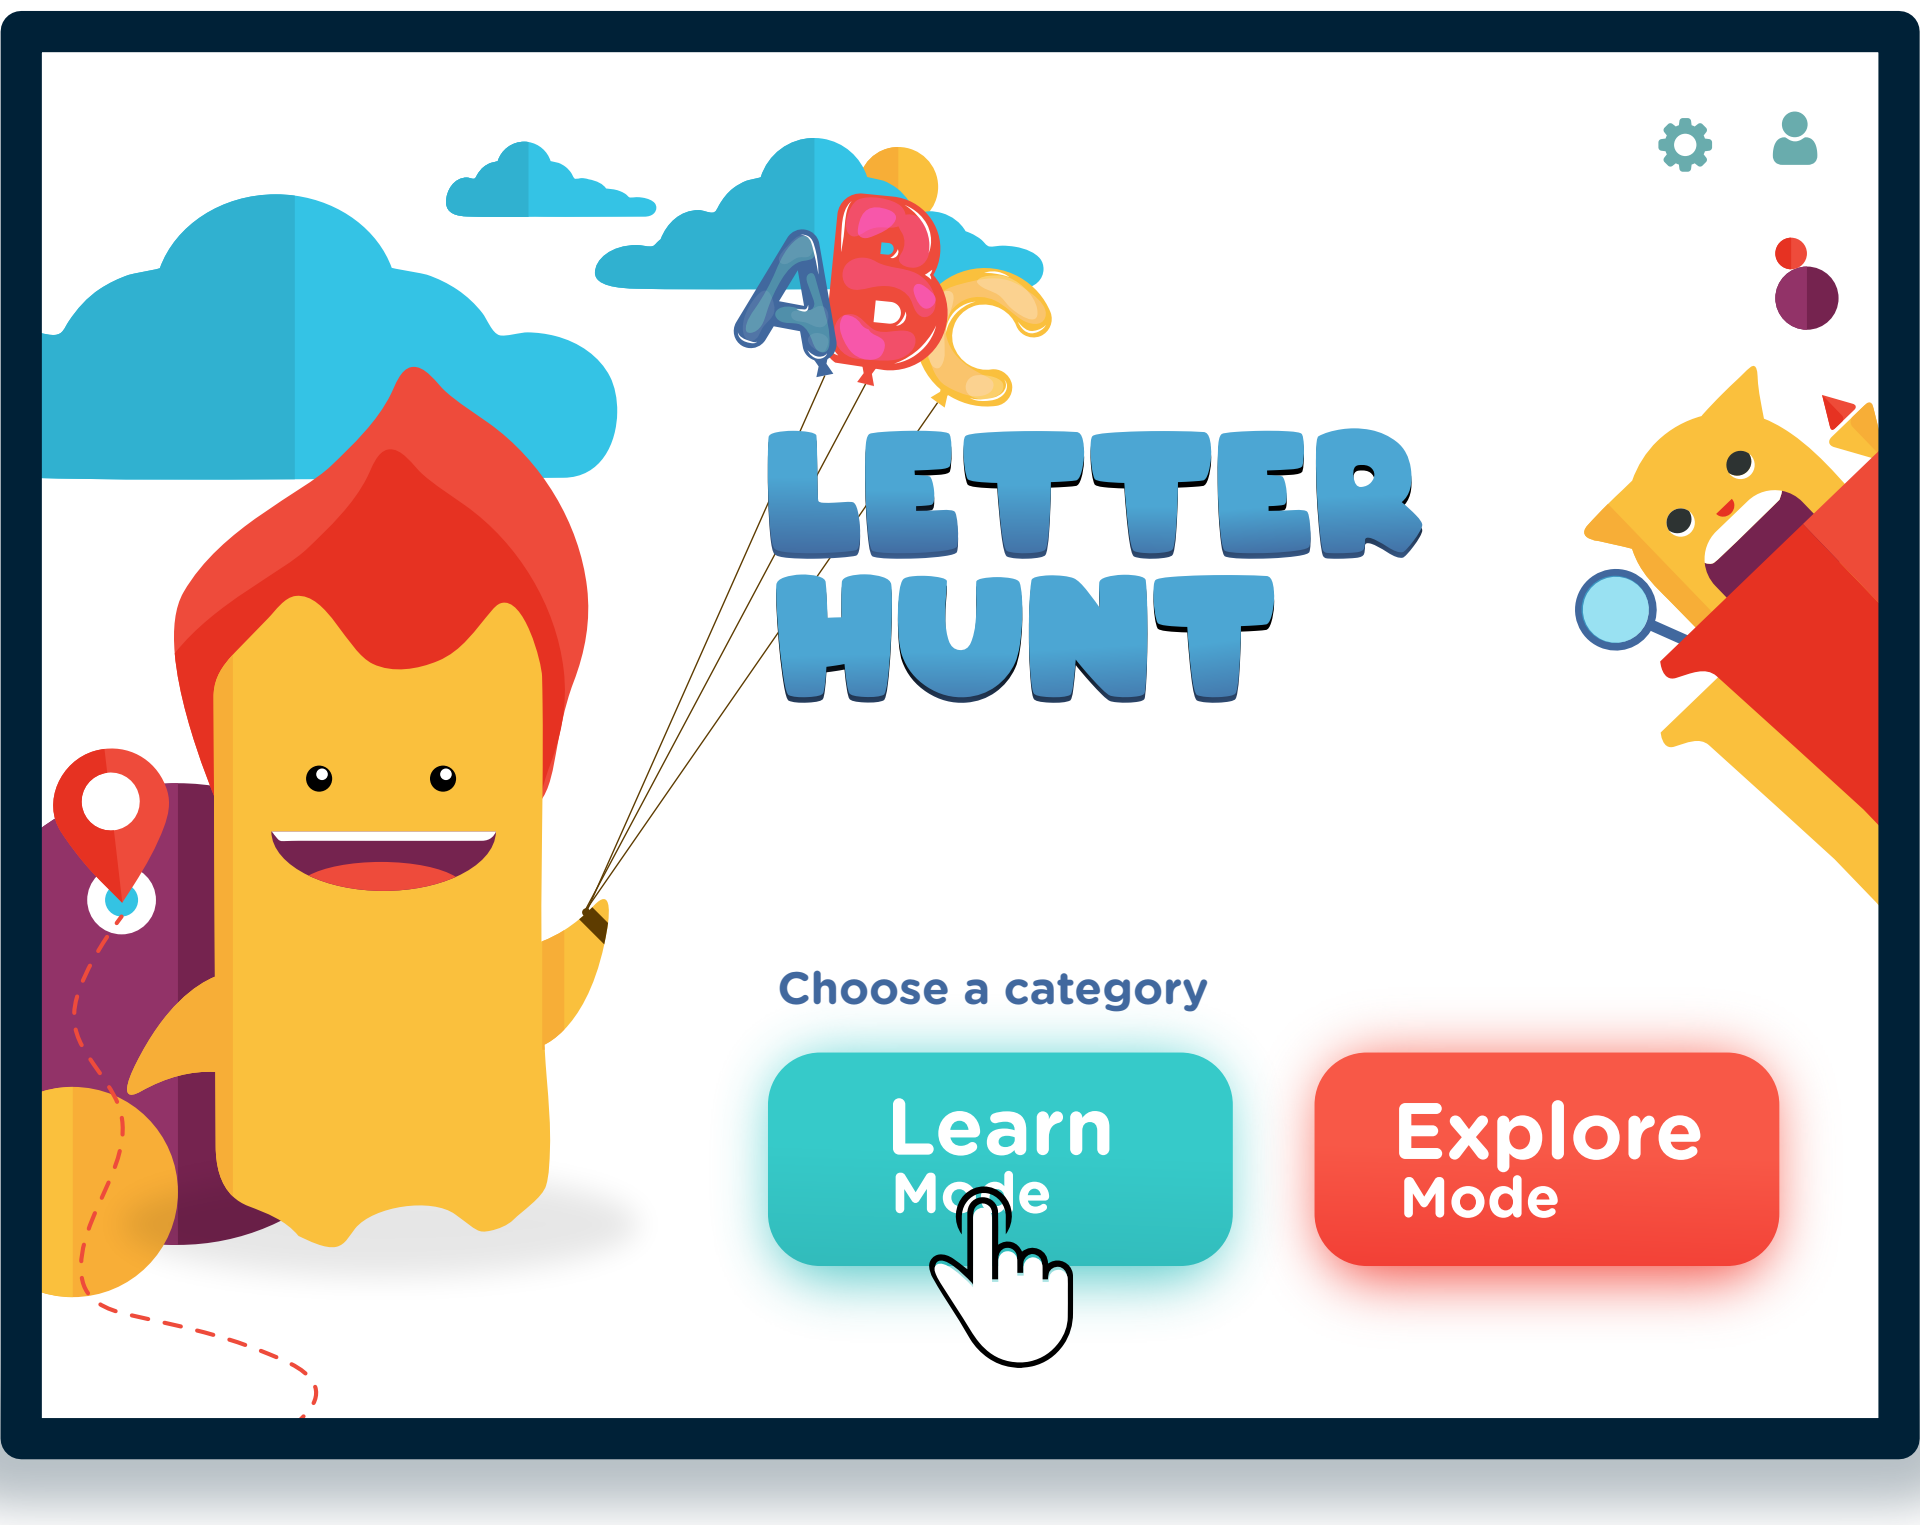 ABC
LETTER
HUNT
Choose a category
Learn
Mode
Explore
Mode